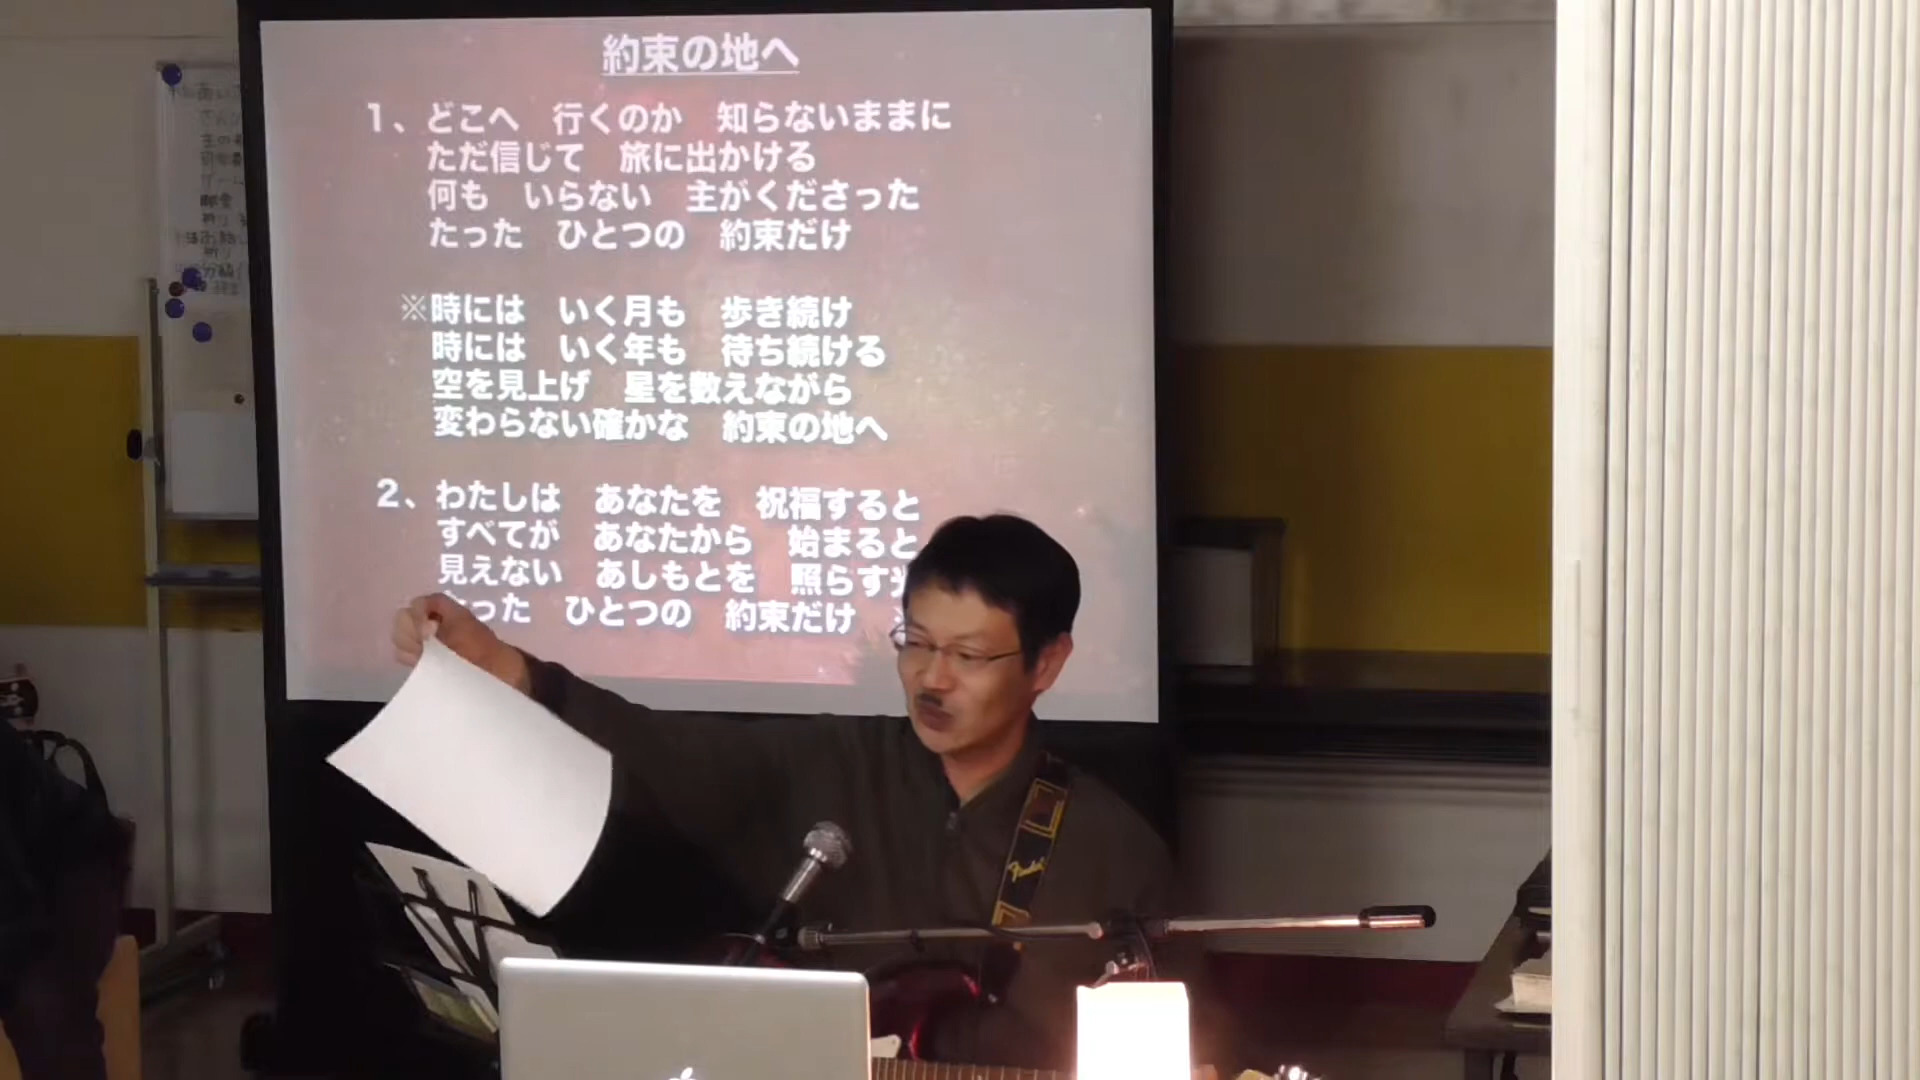 約束の地へ
1、どこへ 行くのか 知らないままに
ただ信じて 旅に出かける
何も いらない 主がくださった
たった ひとつの 約束だけ
※時には いく月も 歩き続け
時には いく年も 待ち続ける
空を見上げ 星を数えながら
変わらない確かな 約束の地へ
2、わたしは あなたを 祝福すると
すべてが あなたから 始まると
見えない あしもとを 照らす
った ひとつの 約束だけ
Fender